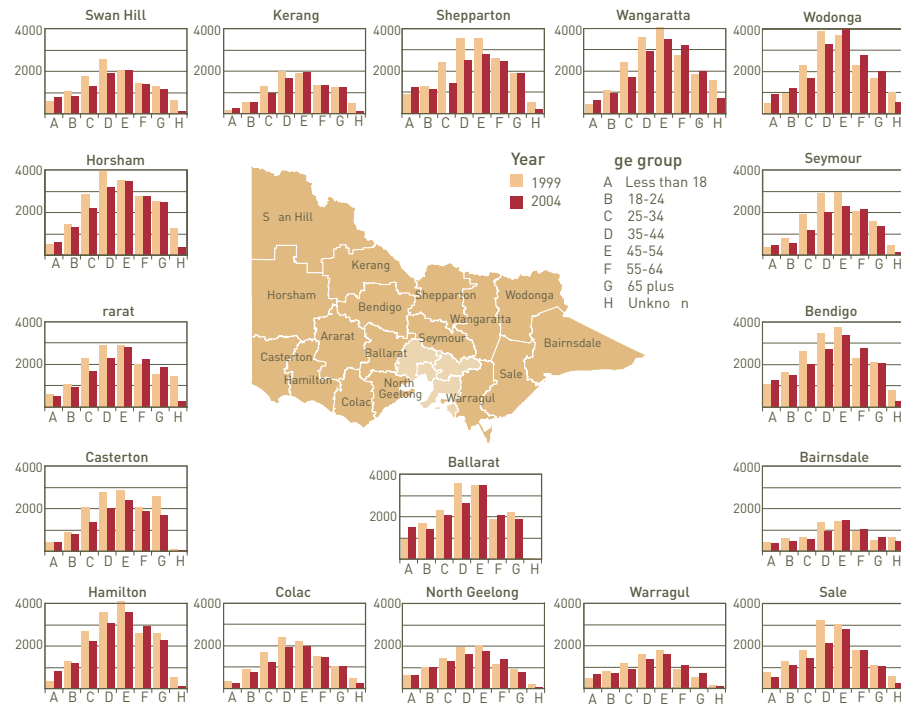 Swan Hill
4000
2000
A B C D E F G H
Kerang
4000
2000
A B C D E F G H
Shepparton
4000
2000
A B C D E F G H
Wangaratta
4000
2000
A B C D E F G H
Wodonga
4000
2000
A B C D E F G H
Horsham
4000
2000
A B C D E F G H
Year
1999
2004
ge group
A Less than 18
B 18-24
C 25-34
D 35-44
E 45-54
F 55-64
G 65 plus
H Unkno n
Seymour
4000
2000
A B C D E F G H
S an Hill
Kerang
Horsham
Shepparton
Wodonga
Bendigo
Wangaratta
Ararat
Seymour
Bairnsdale
Casterton
Ballarat
Hamilton
North
Geelong
Sale
Colac
Warragul
rarat
4000
2000
A B C D E F G H
Bendigo
4000
2000
A B C D E F G H
Casterton
4000
2000
A B C D E F G H
Ballarat
4000
2000
A B C D E F G H
Bairnsdale
4000
2000
A B C D E F G H
Hamilton
4000
2000
A B C D E F G H
Colac
4000
2000
A B C D E F G H
North Geelong
4000
2000
A B C D E F G H
Warragul
4000
2000
A B C D E F G H
Sale
4000
2000
A B C D E F G H